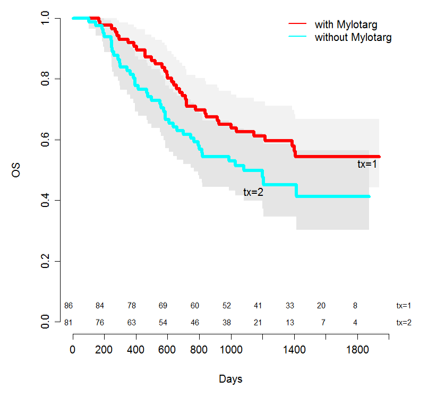 1.0
with Mylotarg
without Mylotarg
0.8
0.6
OS
tx=1
0.4
tx=2
0.2
86 84 78 69 60 52 41 33 20 8 tx=1
0.0
81 76 63 54 46 38 21 13 7 4 tx=2
0 200 400 600 800 1000 1400 1800
Days